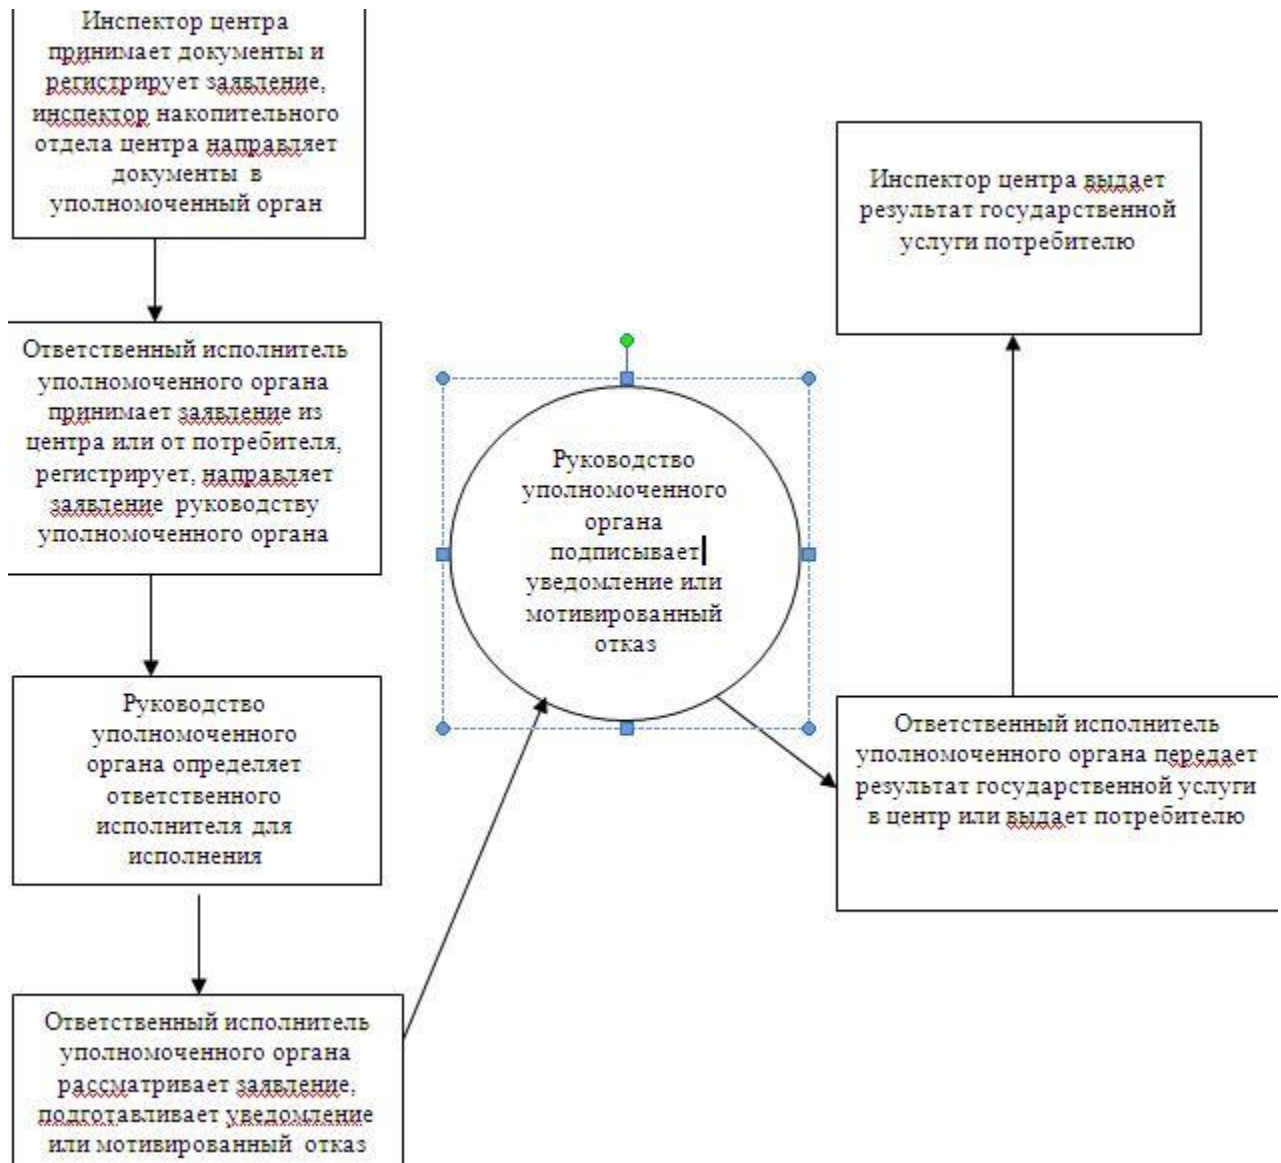 Инспектор центра
принимает документы и
регистрирует заявление,
инспектор накопительного
отдела центра направляет
документы в
уполномоченный орган
Ответственный исполнитель
уполномоченного органа
принимает заявление из
центра или от потребителя,
регистрирует, направляет
заявление руководству
уполномоченного органа
Руководство
уполномоченного
органа определяет
ответственного
исполнителя для
исполнения
Ответственный исполнитель
уполномоченного органа
рассматривает заявление,
подготавливает уведомление
или мотивированный отказ
Руководство
уполномоченного
органа
подписывает
уведомление или
мотивированный
отказ
Ответственный исполнитель
уполномоченного органа передает
результат государственной услуги
в центр или выдает потребителю
Инспектор центра выдает
результат государственной
услуги потребителю